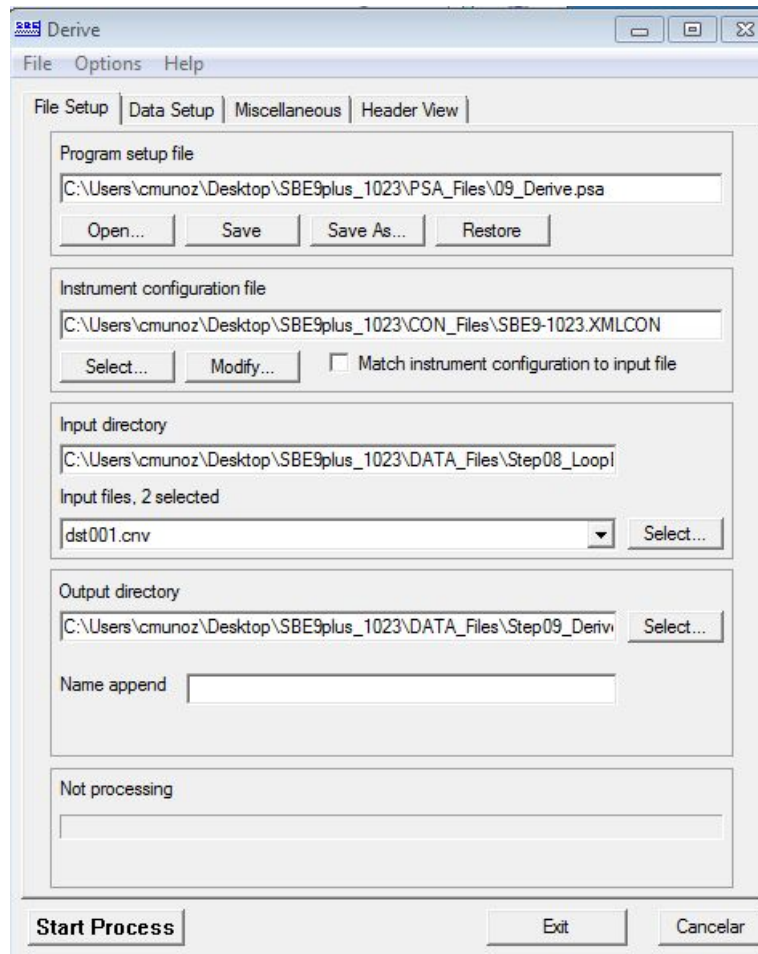 SBE Derive
File Options Help
File Setup Data Setup Miscellaneous Header View
Program setup file
C:\Users\cmunoz\Desktop\SBE9plus_1023\PSA_Files\09_Derive.psa
Open... Save Save As... Restore
Instrument configuration file
C:\Users\cmunoz\Desktop\SBE9plus_1023\CON_Files\SBE9-1023.XMLCON
Select... Modify... Match instrument configuration to input file
Input directory
C:\Users\cmunoz\Desktop\SBE9plus_1023\DATA_Files\Step08_Loop
Input files, 2 selected
dst001.cnv Select...
Output directory
C:\Users\cmunoz\Desktop\SBE9plus_1023\DATA_Files\Step09_Deriv Select...
Name append
Not processing
Start Process Exit Cancelar